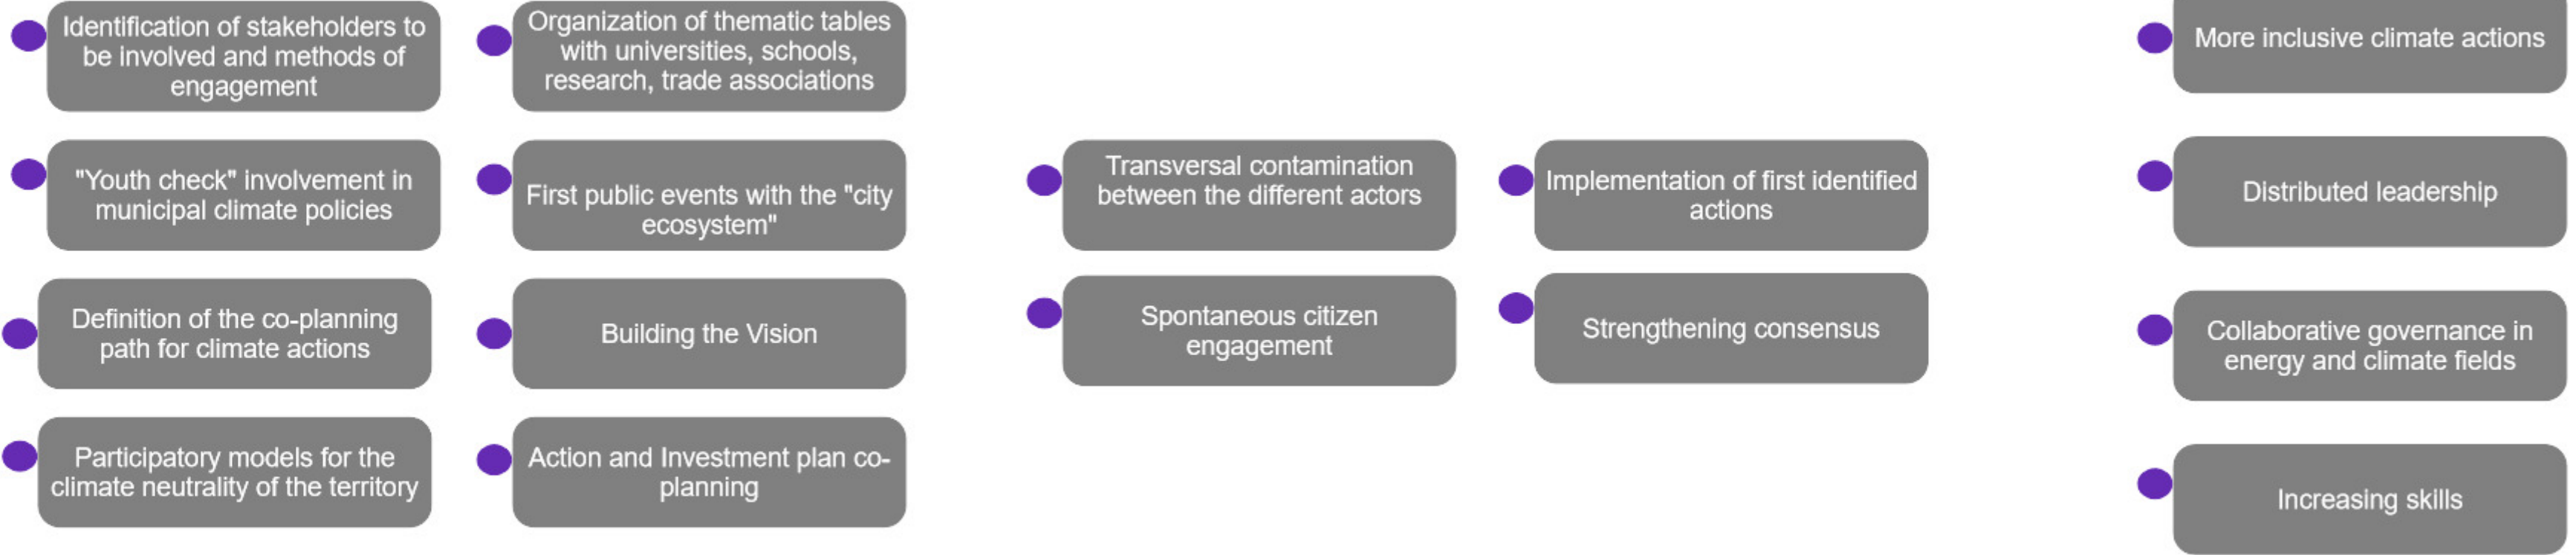 Identification of stakeholders to
be involved and methods of
engagement
"Youth check" involvement in
municipal climate policies
Definition of the co-planning
path for climate actions
Participatory models for the
climate neutrality of the territory
Organization of thematic tables
with universities, schools,
research, trade associations
First public events with the "city
ecosystem"
Building the Vision
Action and Investment plan co-
planning
Transversal contamination
between the different actors
Spontaneous citizen
engagement
Implementation of first identified
actions
Strengthening consensus
More inclusive climate actions
Distributed leadership
Collaborative governance in
energy and climate fields
Increasing skills